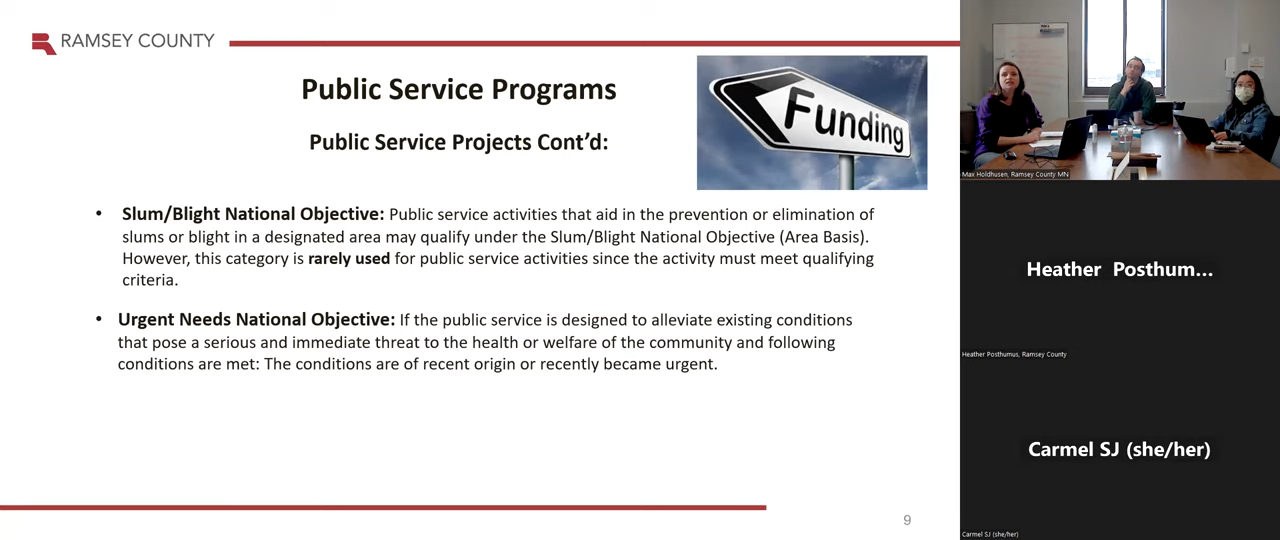 RAMSEY COUNTY
Public Service Programs
Public Service Projects Cont'd:
Funding
• Slum/Blight National Objective: Public service activities that aid in the prevention or elimination of
slums or blight in a designated area may qualify under the Slum/Blight National Objective (Area Basis).
However, this category is rarely used for public service activities since the activity must meet qualifying
criteria.
• Urgent Needs National Objective: If the public service is designed to alleviate existing conditions
that pose a serious and immediate threat to the health or welfare of the community and following
conditions are met: The conditions are of recent origin or recently became urgent.
9
Max Holdhusen, Ramsey County MN
Heather Posthum...
Heather Posthumus, Ramsey County
Carmel SJ (she/her)
Carmel SJ (she/her)